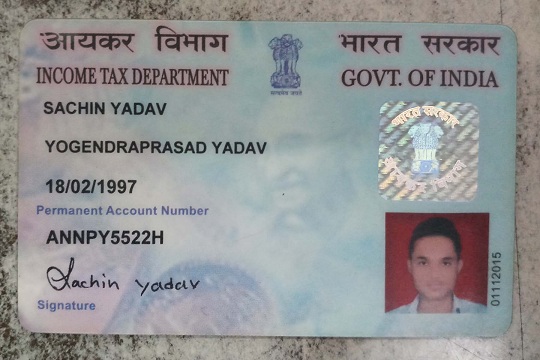 आयकर विभाग
भारत सरकार
INCOME TAX DEPARTMENT
GOVT. OF INDIA
सत्यमेव जयते
SACHIN YADAV
YOGENDRAPRASAD YADAV
18/02/1997
Permanent Account Number
ANNPY5522H
Sachin Yadav
Signature
भारत सरकार
आयकर विभाग
01112015